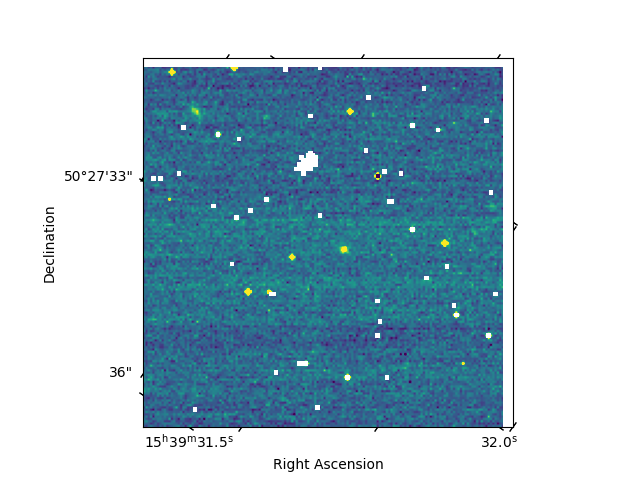 50°27'33"
Declination
36"
15ʰ39ᵐ31.5ˢ 32.0ˢ
Right Ascension